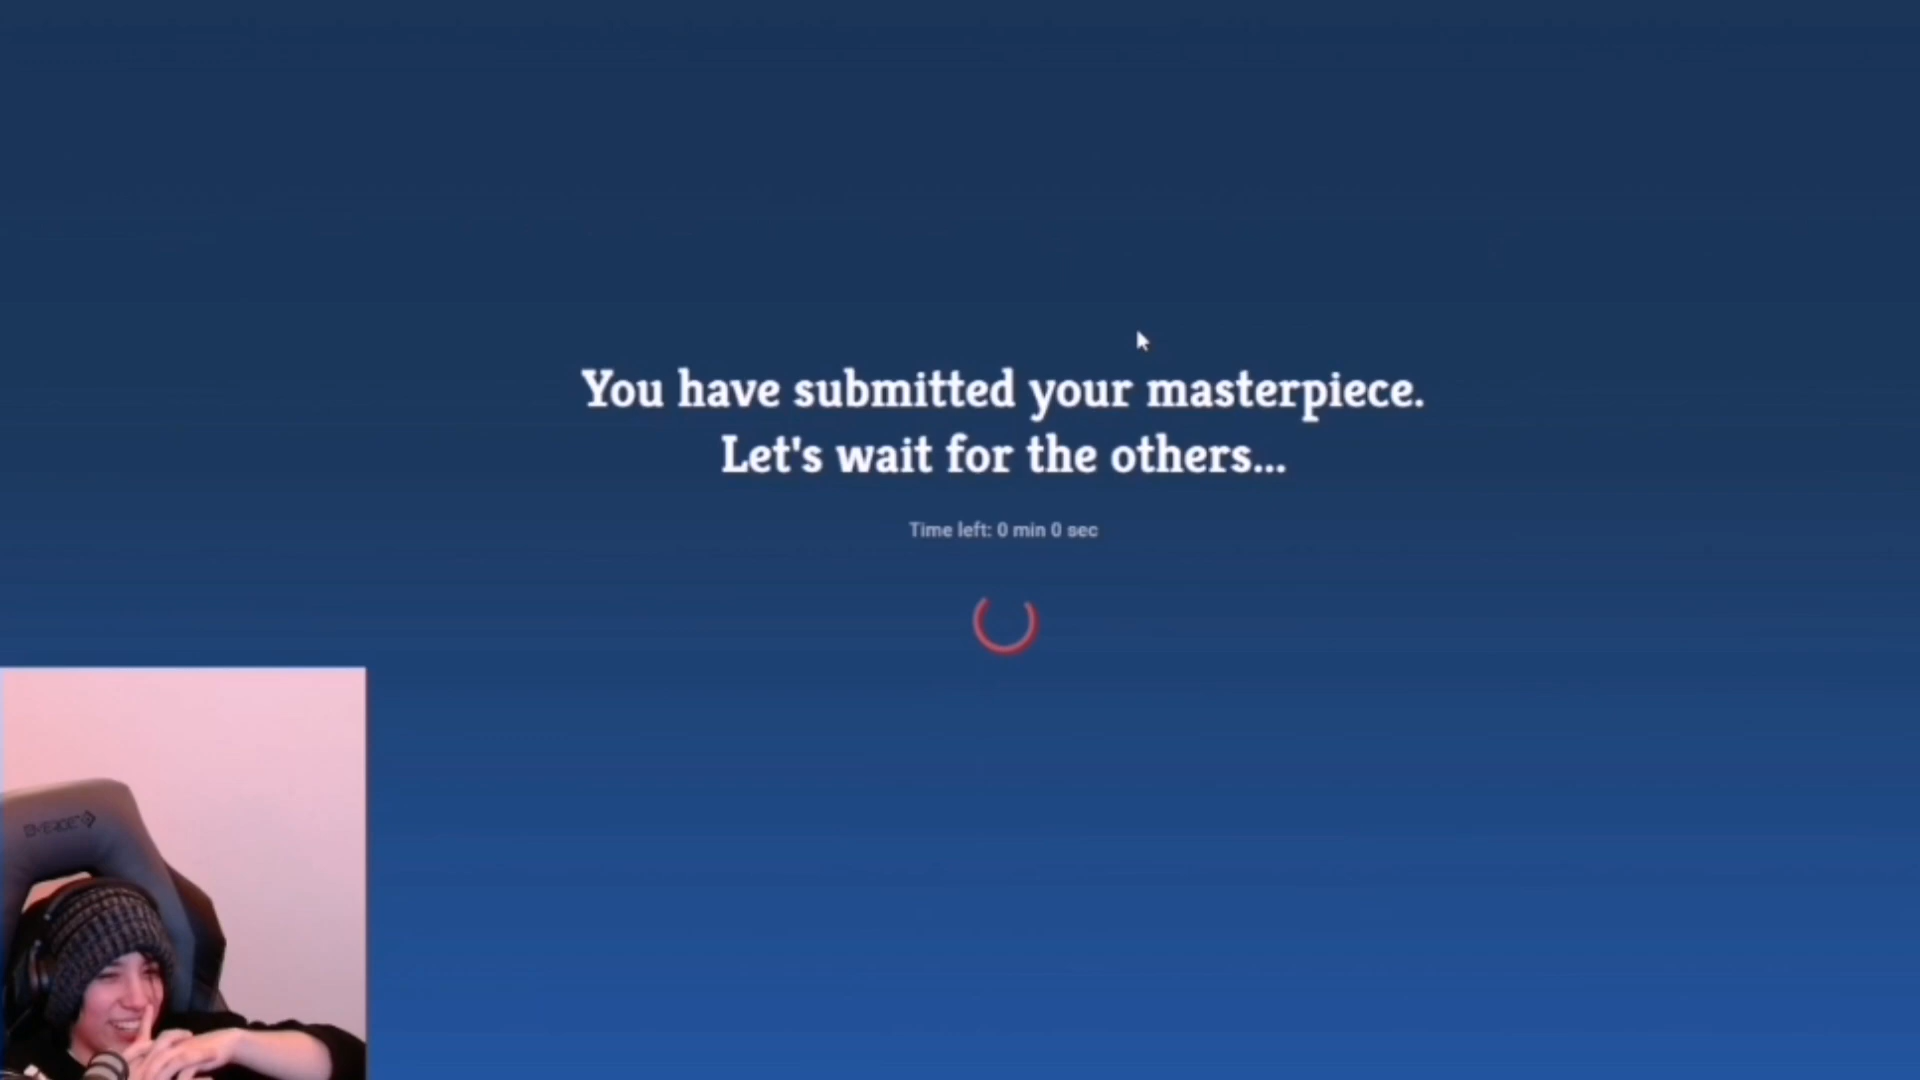 You have submitted your masterpiece.
Let's wait for the others...
Time left: 0 min 0 sec